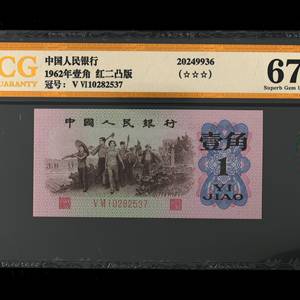 CG
GUARANTY
中国人民银行
1962年壹角 红二凸版
冠号: V VI10282537
20249936
(☆☆☆)
67
Superb Gem U
中国人民银行
壹角
1
YI
JIAO
V VI 10282537